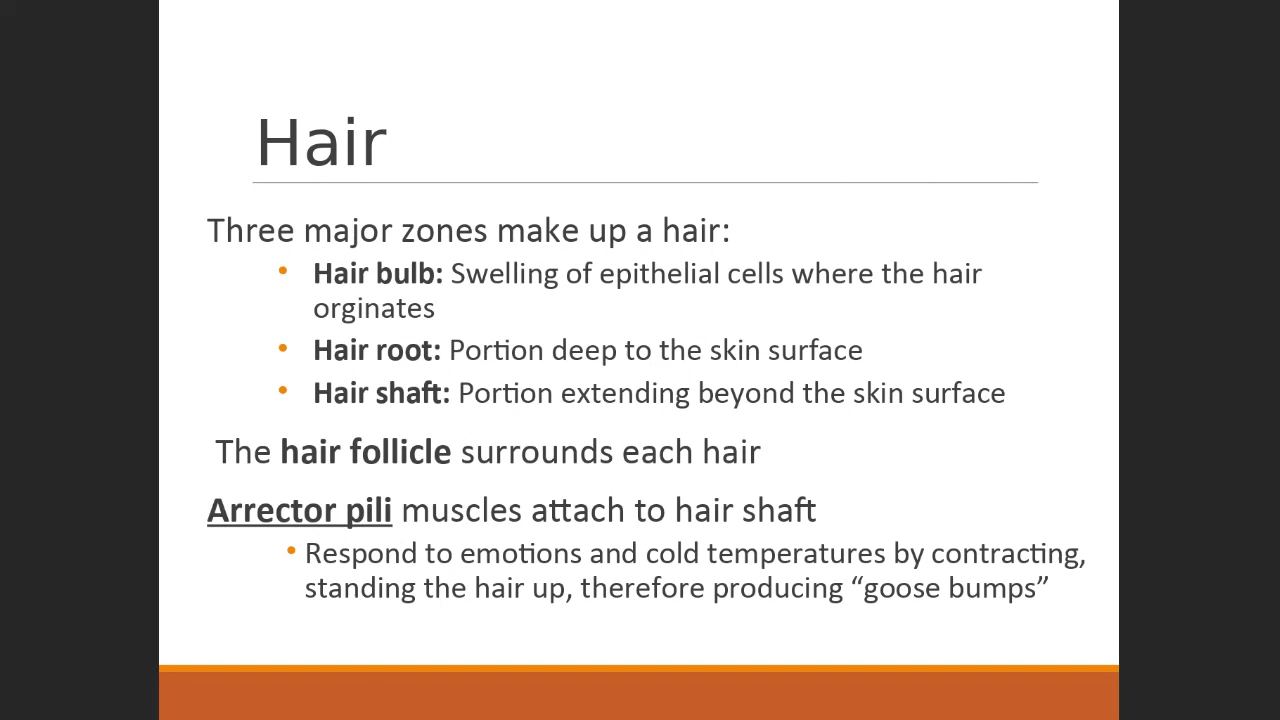 Hair
Three major zones make up a hair:
• Hair bulb: Swelling of epithelial cells where the hair
orginates
• Hair root: Portion deep to the skin surface
• Hair shaft: Portion extending beyond the skin surface
The hair follicle surrounds each hair
Arrector pili muscles attach to hair shaft
• Respond to emotions and cold temperatures by contracting,
standing the hair up, therefore producing “goose bumps”